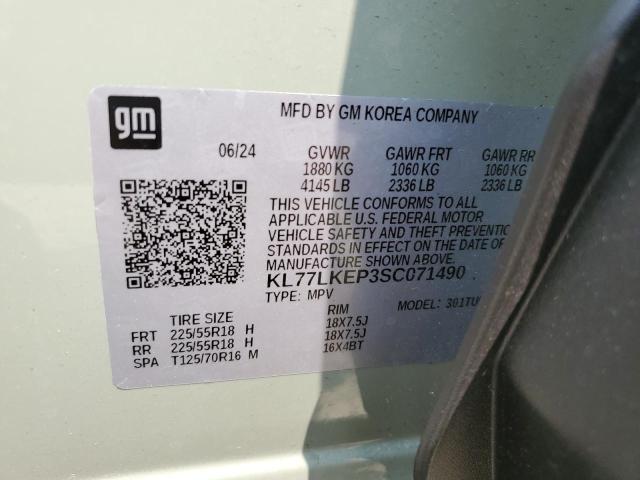 gm
MFD BY GM KOREA COMPANY
06/24 GVWR GAWR FRT GAWR RR
1880 KG 1060 KG 1060 KG
4145 LB 2336 LB 2336 LB
THIS VEHICLE CONFORMS TO ALL
APPLICABLE U.S. FEDERAL MOTOR
VEHICLE SAFETY AND THEFT PREVENTION
STANDARDS IN EFFECT ON THE DATE OF
MANUFACTURE SHOWN ABOVE.
KL77LKEP3SC071490
TYPE: MPV MODEL:
TIRE SIZE RIM
FRT 225/55R18 H 18X7.5J
RR 225/55R18 H 18X7.5J
SPA T125/70R16 M 16X4BT